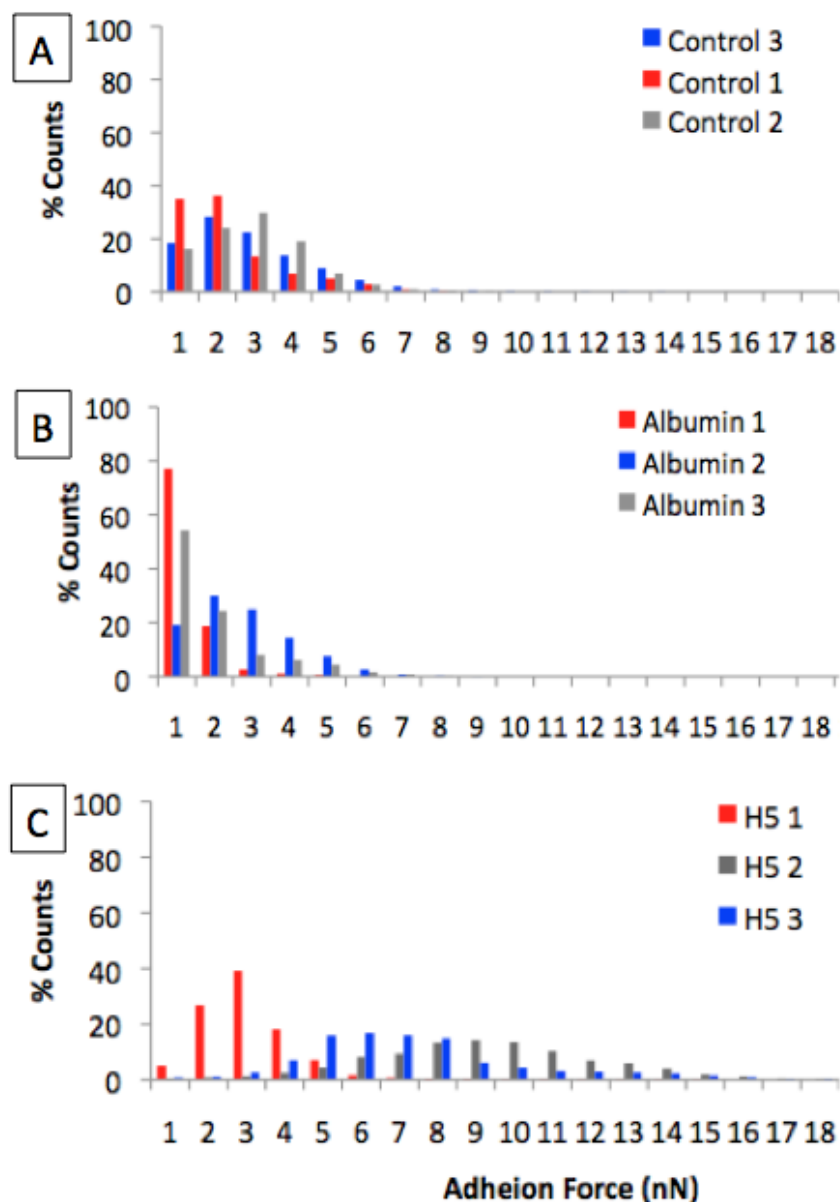 A
% Counts
100
80
60
40
20
0
Control 3
Control 1
Control 2
1 2 3 4 5 6 7 8 9 10 11 12 13 14 15 16 17 18
B
% Counts
100
80
60
40
20
0
Albumin 1
Albumin 2
Albumin 3
1 2 3 4 5 6 7 8 9 10 11 12 13 14 15 16 17 18
C
% Counts
100
80
60
40
20
0
H5 1
H5 2
H5 3
1 2 3 4 5 6 7 8 9 10 11 12 13 14 15 16 17 18
Adheion Force (nN)